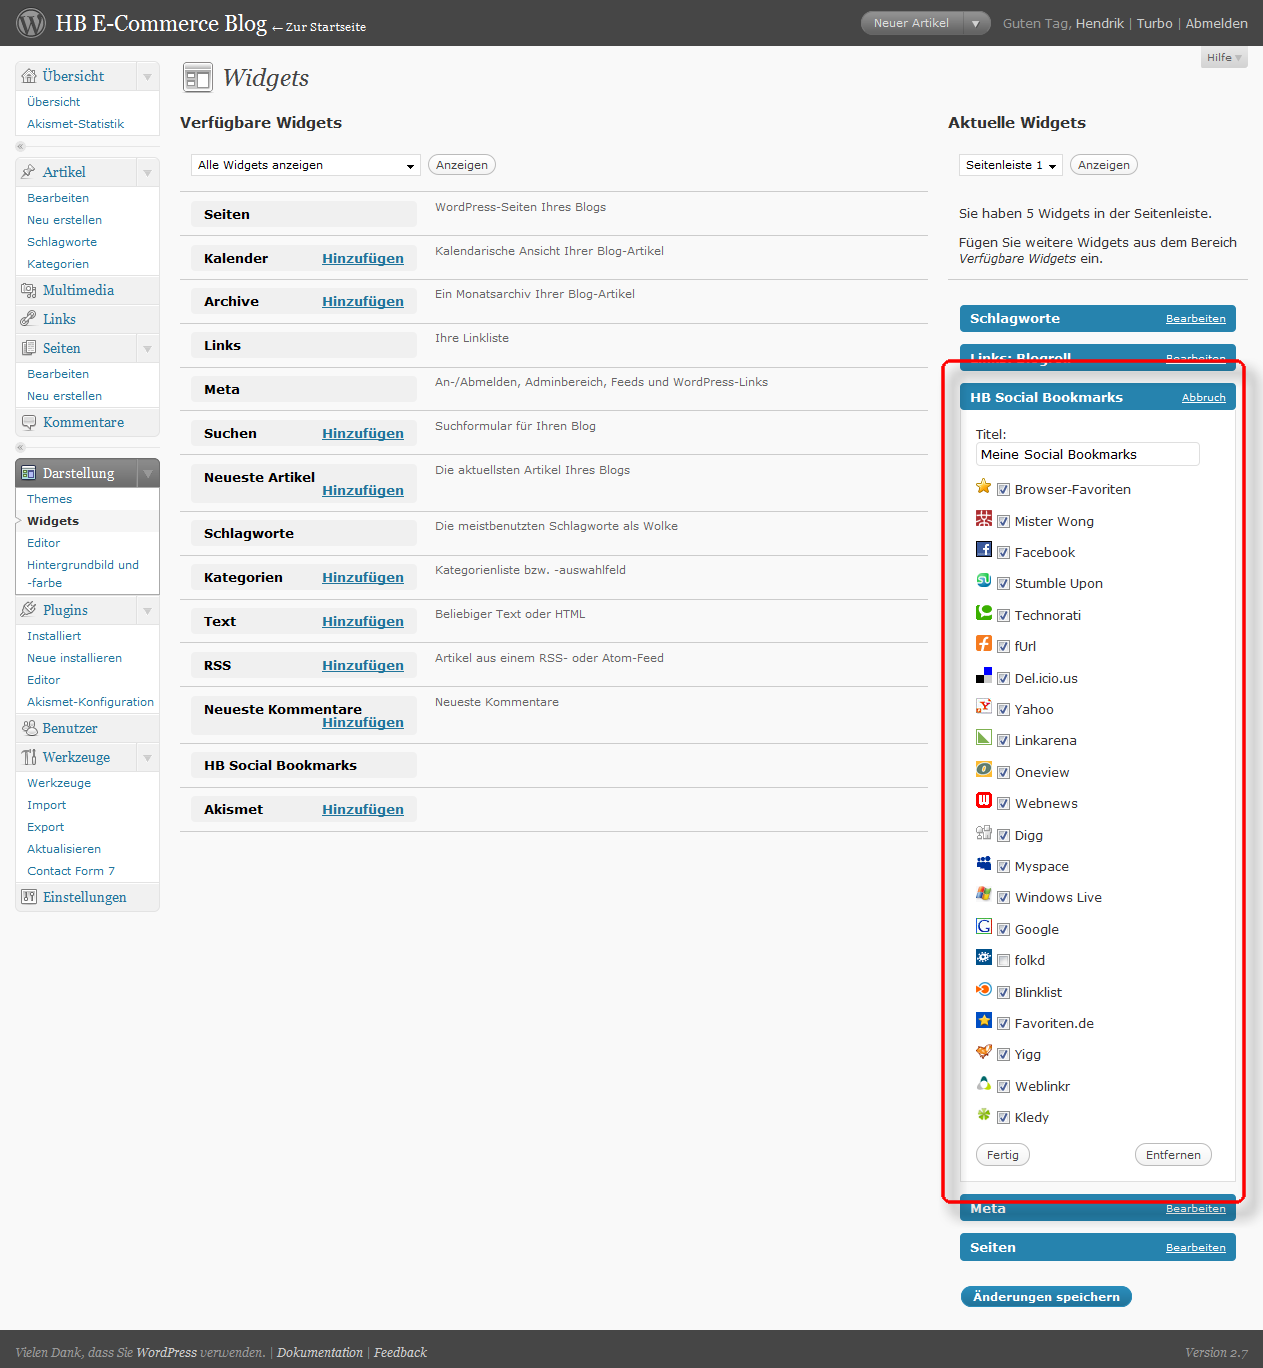 HB E-Commerce Blog ← Zur Startseite
Neuer Artikel
Guten Tag, Hendrik | Turbo | Abmelden
Hilfe
Übersicht
Übersicht
Akismet-Statistik
Artikel
Bearbeiten
Neu erstellen
Schlagworte
Kategorien
Multimedia
Links
Seiten
Bearbeiten
Neu erstellen
Kommentare
Darstellung
Themes
Widgets
Editor
Hintergrundbild und
-farbe
Plugins
Installiert
Neue installieren
Editor
Akismet-Konfiguration
Benutzer
Werkzeuge
Werkzeuge
Import
Export
Aktualisieren
Contact Form 7
Einstellungen
Widgets
Verfügbare Widgets
Alle Widgets anzeigen Anzeigen
Seiten WordPress-Seiten Ihres Blogs
Kalender Hinzufügen Kalendarische Ansicht Ihrer Blog-Artikel
Archive Hinzufügen Ein Monatsarchiv Ihrer Blog-Artikel
Links Ihre Linkliste
Meta An-/Abmelden, Adminbereich, Feeds und WordPress-Links
Suchen Hinzufügen Suchformular für Ihren Blog
Neueste Artikel Die aktuellsten Artikel Ihres Blogs
Hinzufügen
Schlagworte Die meistbenutzten Schlagworte als Wolke
Kategorien Hinzufügen Kategorienliste bzw. -auswahlfeld
Text Hinzufügen Beliebiger Text oder HTML
RSS Hinzufügen Artikel aus einem RSS- oder Atom-Feed
Neueste Kommentare Neueste Kommentare
Hinzufügen
HB Social Bookmarks
Akismet Hinzufügen
Aktuelle Widgets
Seitenleiste 1 Anzeigen
Sie haben 5 Widgets in der Seitenleiste.
Fügen Sie weitere Widgets aus dem Bereich
Verfügbare Widgets ein.
Schlagworte Bearbeiten
Links: Blogroll Bearbeiten
HB Social Bookmarks Abbruch
Titel:
Meine Social Bookmarks
Browser-Favoriten
Mister Wong
Facebook
Stumble Upon
Technorati
fUrl
Del.icio.us
Yahoo
Linkarena
Oneview
Webnews
Digg
Myspace
Windows Live
Google
folkd
Blinklist
Favoriten.de
Yigg
Weblinkr
Kledy
Fertig Entfernen
Meta Bearbeiten
Seiten Bearbeiten
Änderungen speichern
Vielen Dank, dass Sie WordPress verwenden. | Dokumentation | Feedback
Version 2.7